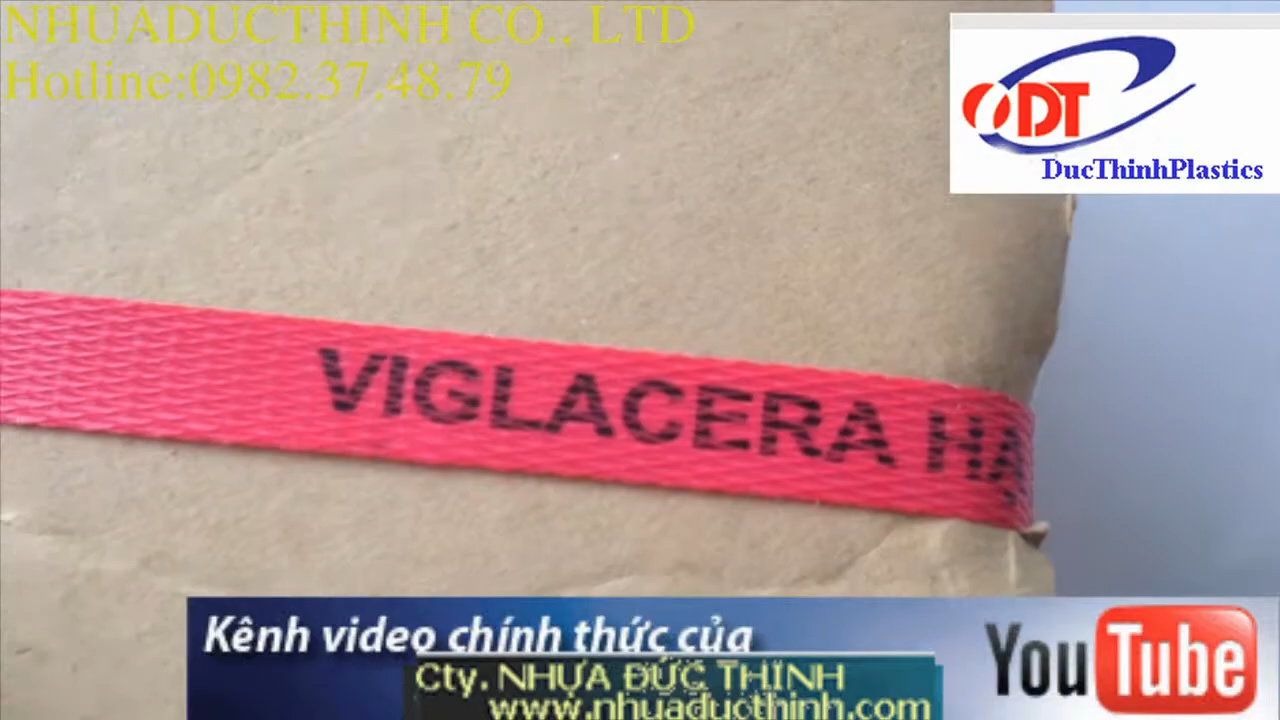 NHUADUCTHINH CO., LTD
Hotline:0982.37.48.79
ODT
DucThinhPlastics
VIGLACERA
Kênh video chính thức của
YouTube
Cty. NHỰA ĐỨC THỊNH
www.nhuaducthinh.com